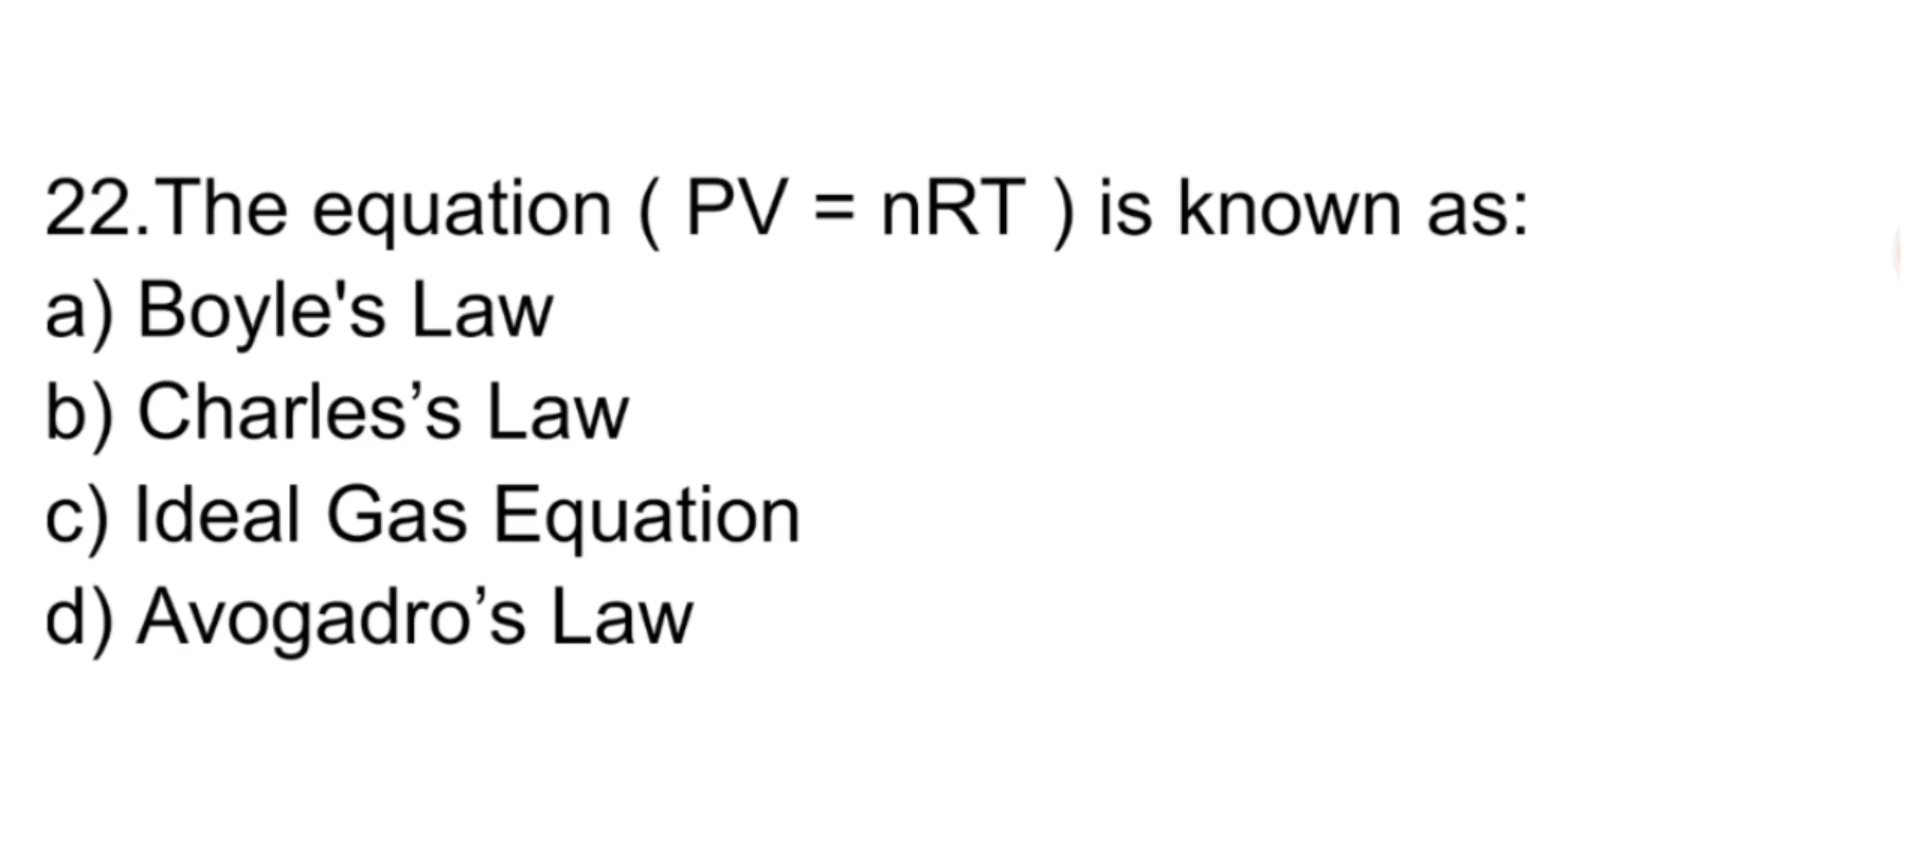 22.The equation ( PV = nRT ) is known as:
a) Boyle's Law
b) Charles’s Law
c) Ideal Gas Equation
d) Avogadro’s Law